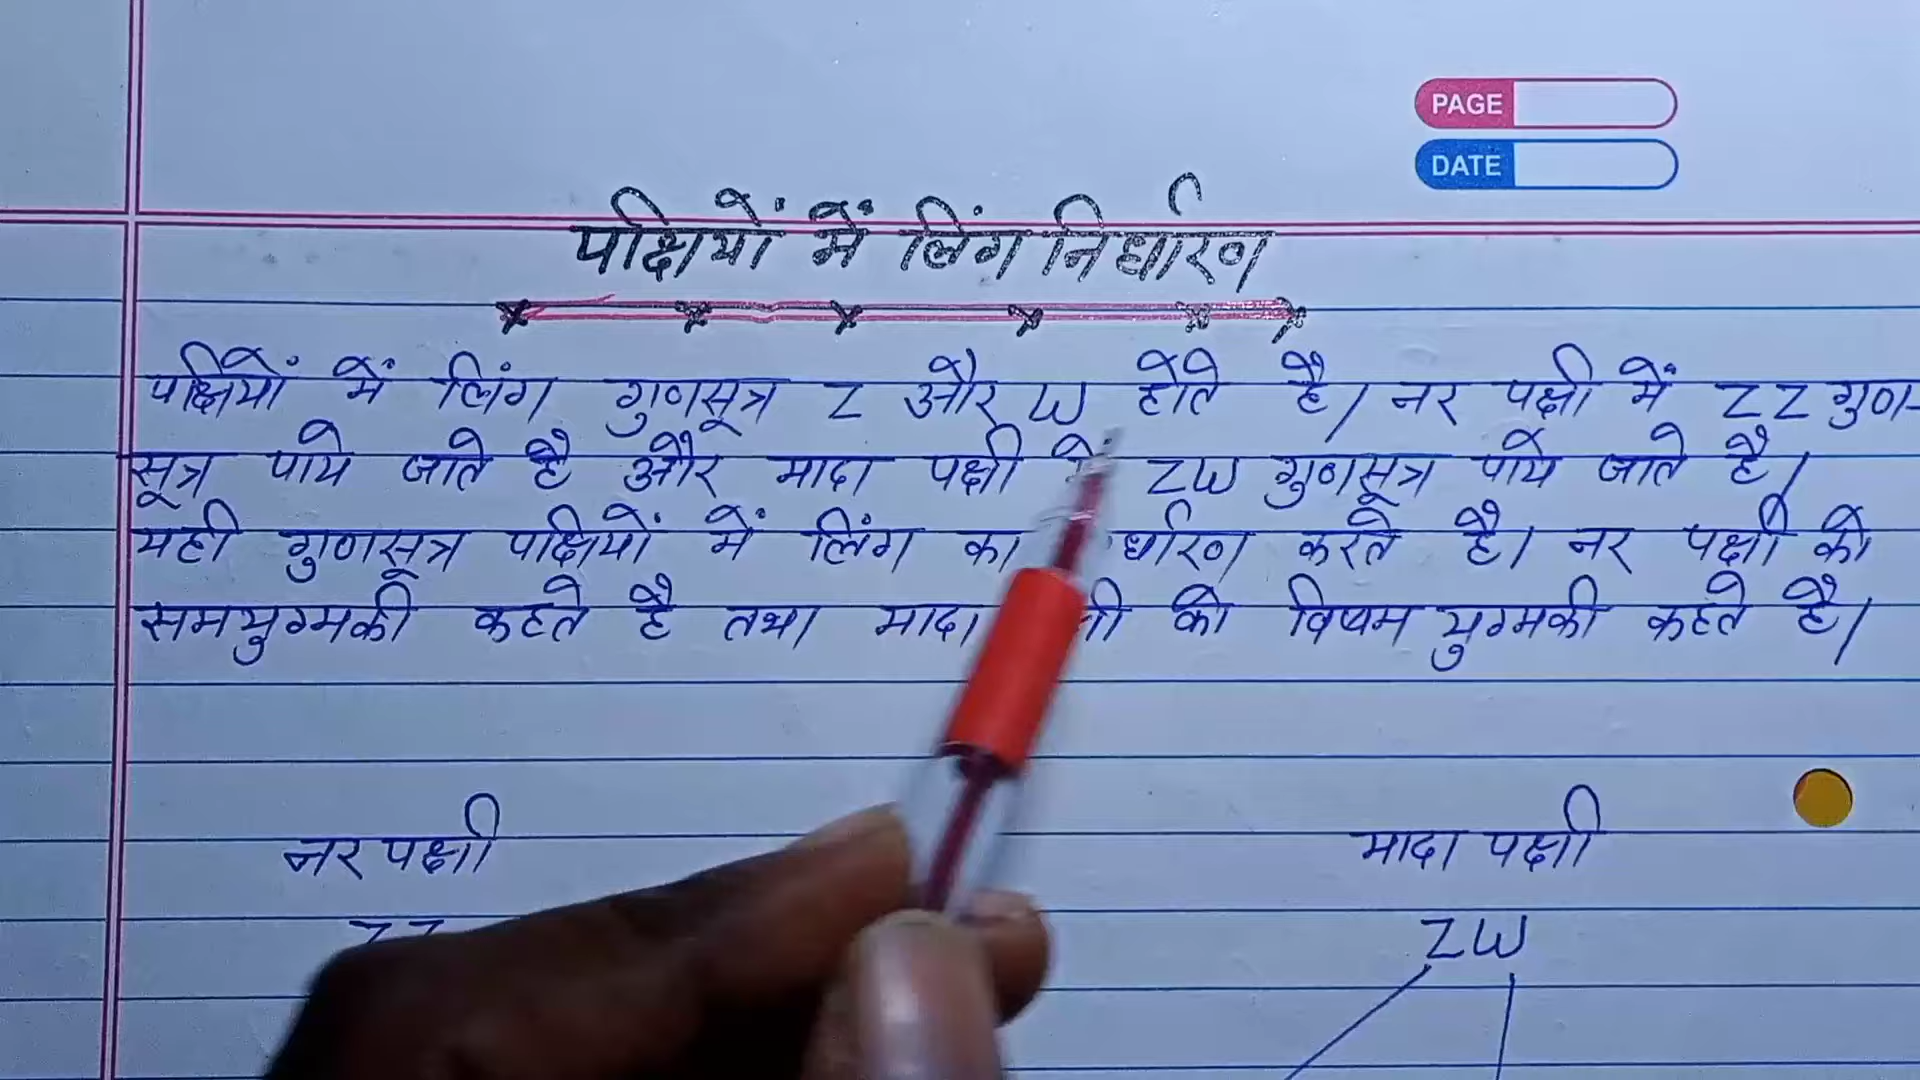 PAGE
DATE
पक्षियों में लिंग निर्धारण
पक्षियों में लिंग गुणसूत्र Z और W होते है। नर पक्षी में ZZ गुण-
सूत्र पाये जाते है और मादा पक्षी ZW गुणसूत्र पाये जाते है।
यही गुणसूत्र पक्षियों में लिंग का करते है। नर पक्षी को
समयुग्मकी कहते है तथा मादा को विषम युग्मकी कहते है।
नर पक्षी
मादा पक्षी
ZZ
ZW